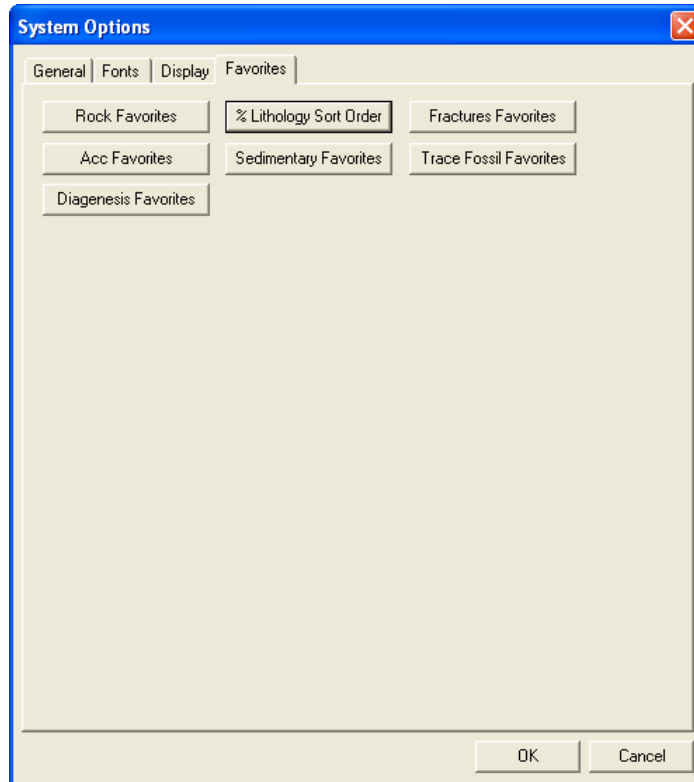 System Options
General Fonts Display Favorites
Rock Favorites % Lithology Sort Order Fractures Favorites
Acc Favorites Sedimentary Favorites Trace Fossil Favorites
Diagenesis Favorites
OK Cancel